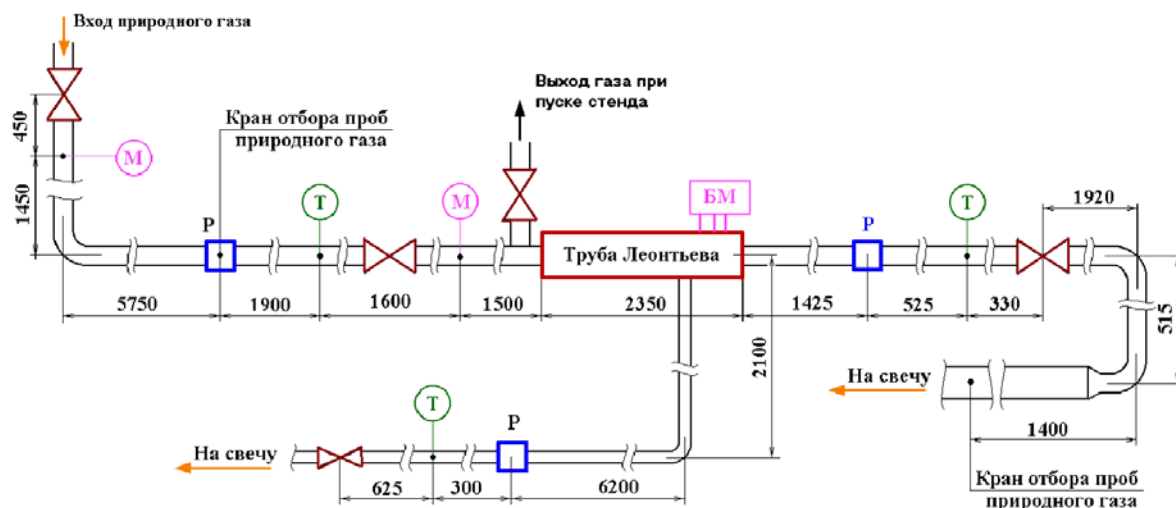 Вход природного газа
Выход газа при
пуске стенда
Кран отбора проб
природного газа
450
М
1450
Р
Т
М
БМ
Р
Т
1920
Труба Леонтьева
5750
1900
1600
1500
2350
1425
525
330
515
2100
На свечу
1400
Т
Р
На свечу
625
300
6200
Кран отбора проб
природного газа